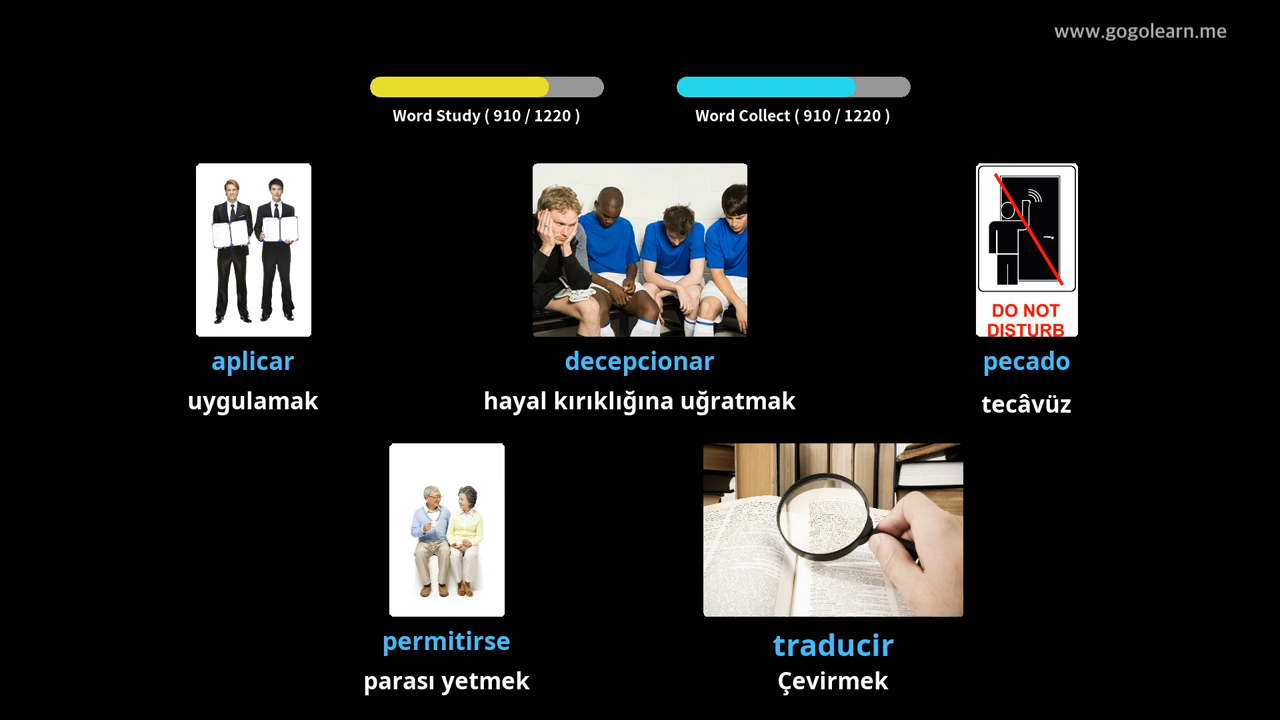 www.gogolearn.me
Word Study ( 910 / 1220 )
Word Collect ( 910 / 1220 )
DO NOT
DISTURB
aplicar
decepcionar
pecado
uygulamak
hayal kırıklığına uğratmak
tecâvüz
permitirse
traducir
parası yetmek
Çevirmek